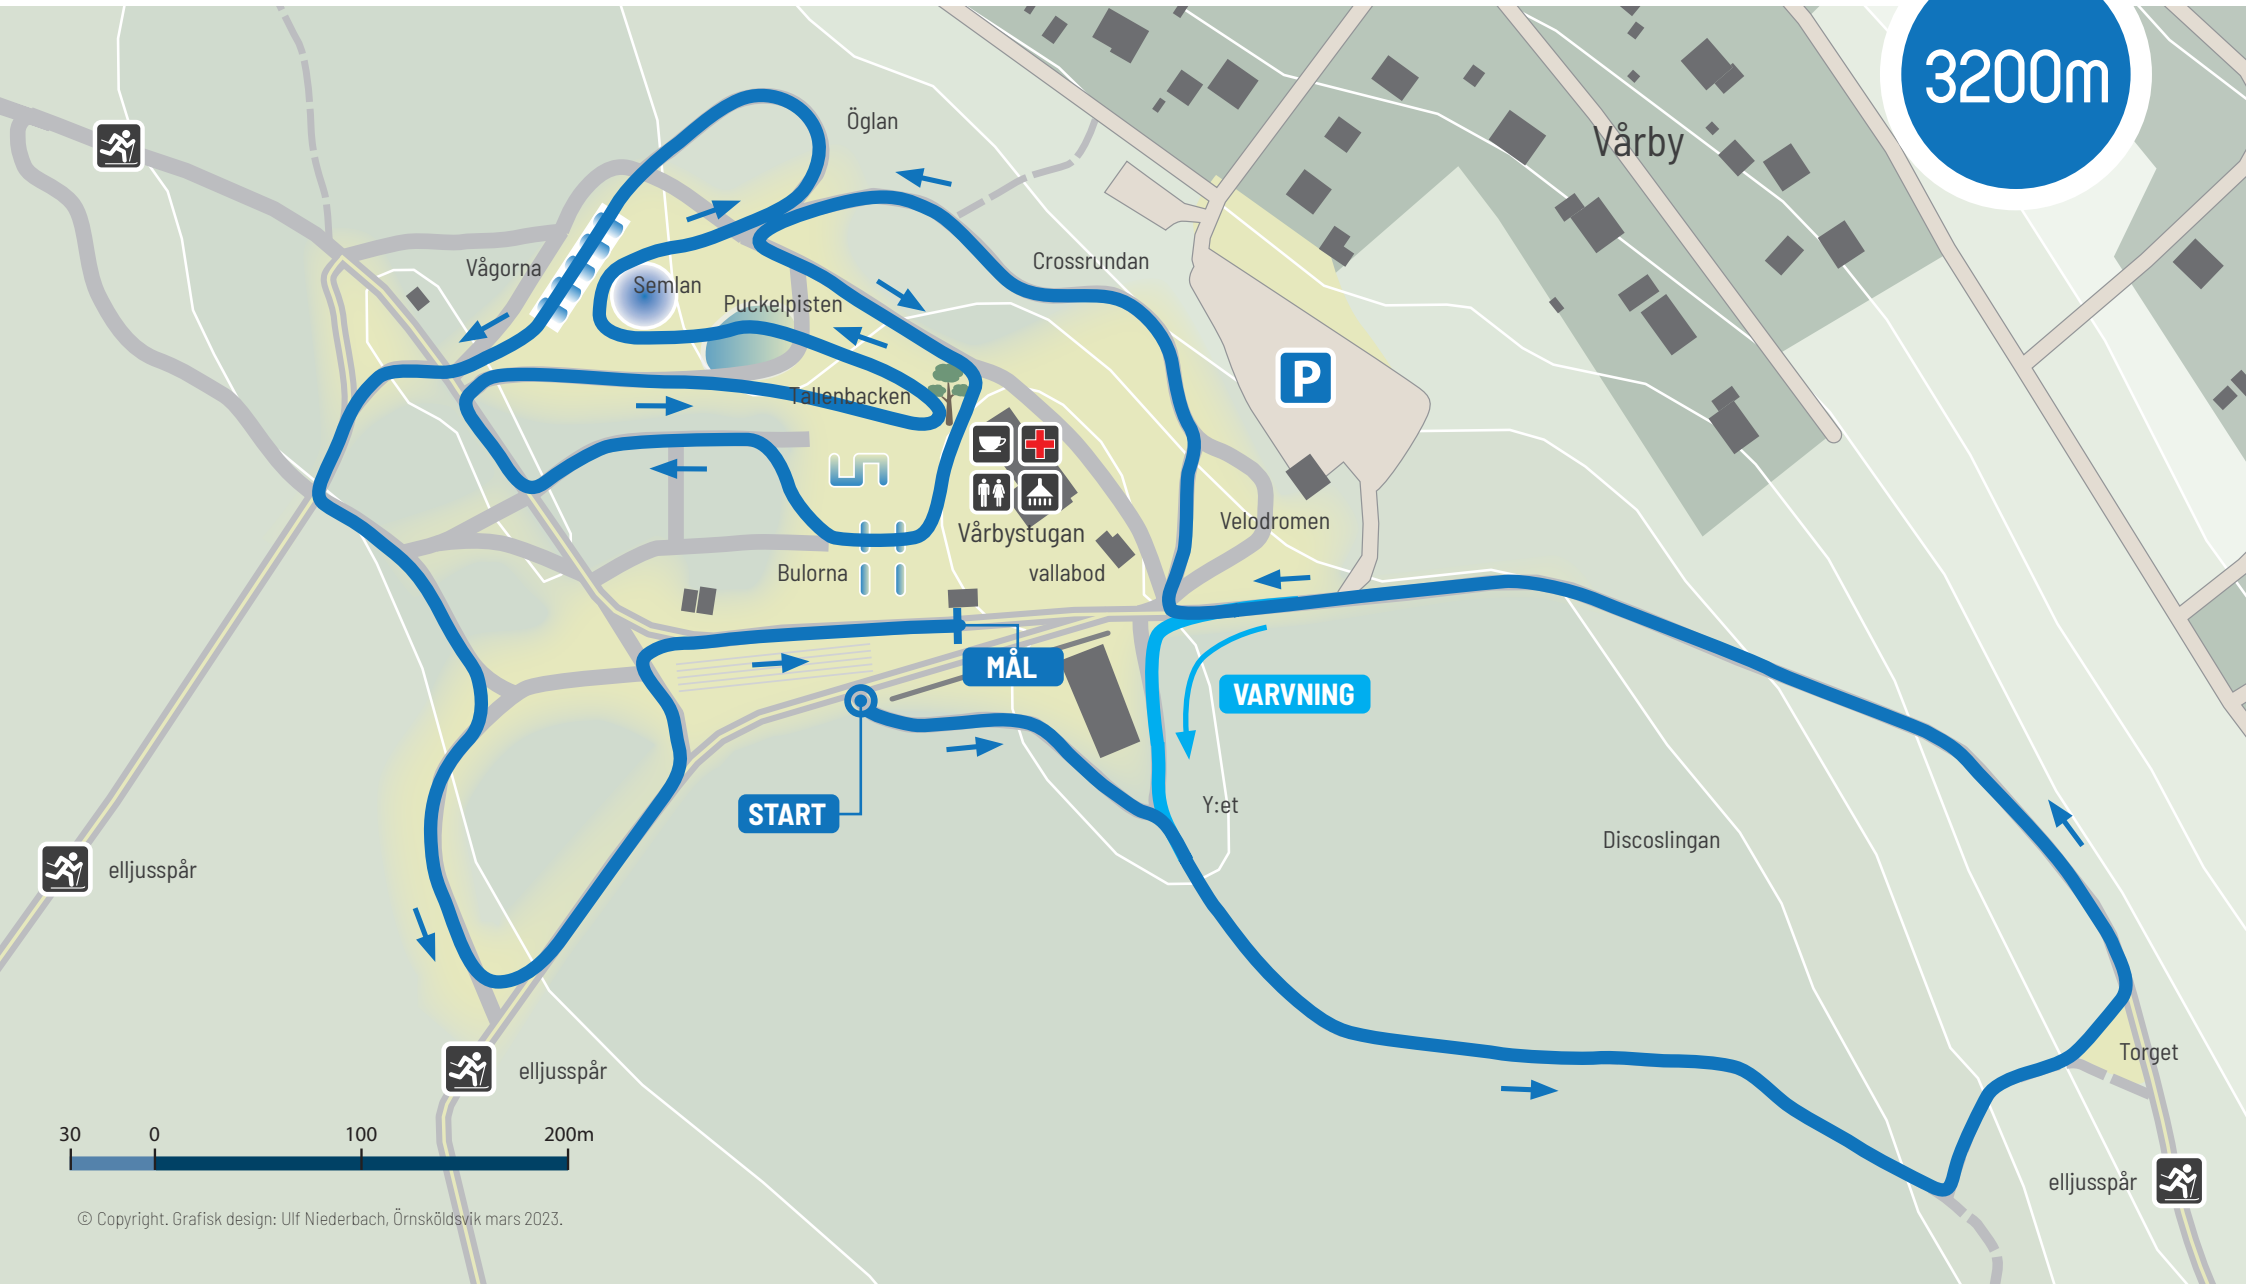 3200m
Öglan
Vårby
Vågorna
Semlan
Puckelpisten
Crossrundan
Tallenbacken
P
Velodromen
Vårbystugan
Bulorna
vallabod
MÅL
VARVNING
START
Y:et
Discoslingan
elljusspår
Torget
elljusspår
elljusspår
30 0 100 200m
© Copyright. Grafisk design: Ulf Niederbach, Örnsköldsvik mars 2023.